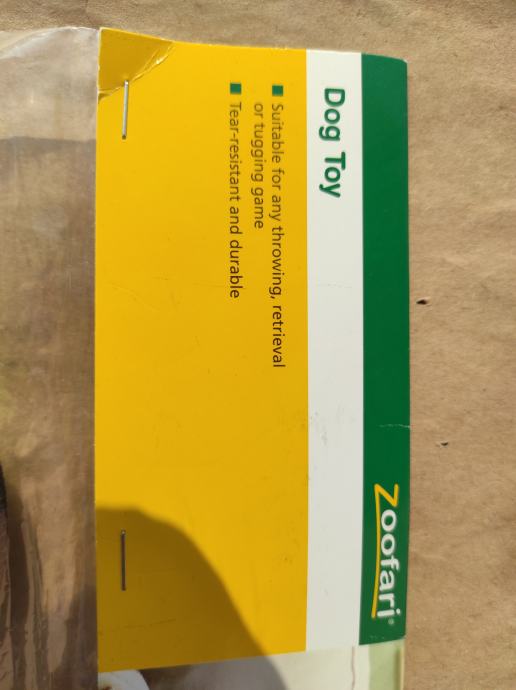 zoofari®
Dog Toy
■ Suitable for any throwing, retrieval
or tugging game
■ Tear-resistant and durable